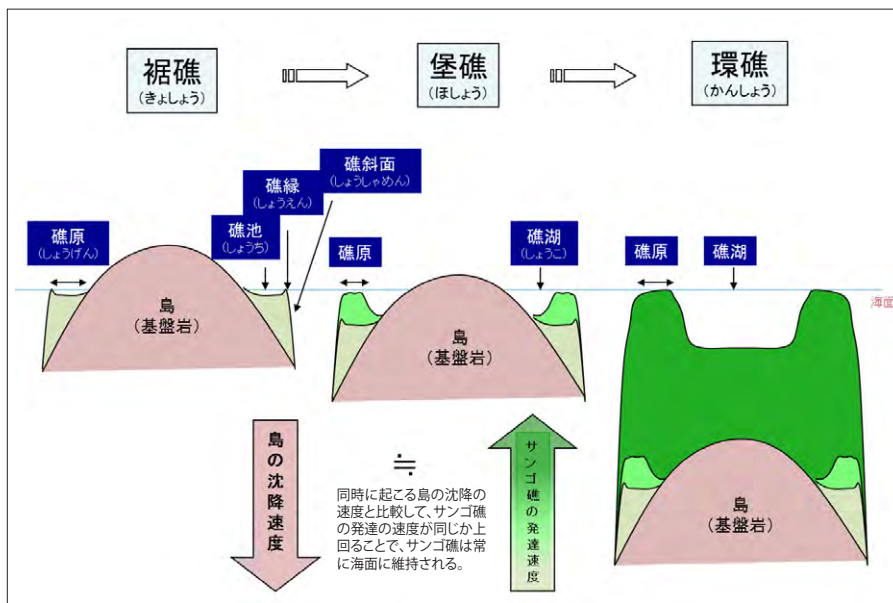 裾礁
(きょしょう)
堡礁
(ほしょう)
環礁
(かんしょう)
礁斜面
(しょうしゃめん)
礁縁
(しょうえん)
礁池
(しょうち)
礁原
(しょうげん)
礁原
礁湖
(しょうこ)
礁原
礁湖
海面
島
(基盤岩)
島
(基盤岩)
島
(基盤岩)
島の沈降速度
≒
同時に起こる島の沈降の
速度と比較して、サンゴ礁
の発達の速度が同じか上
回ることで、サンゴ礁は常
に海面に維持される。
サンゴ礁の発達速度